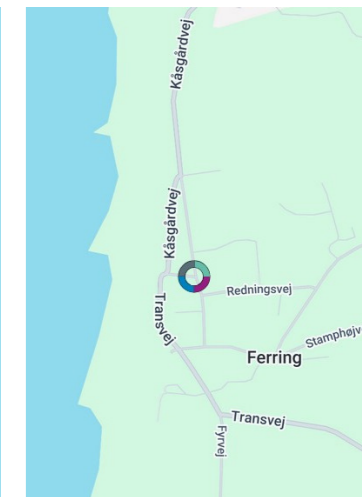 Kåsgårdvej
Kåsgårdvej
Redningsvej
Transvej
Stamphøjv
Ferring
Transvej
Fyrvej